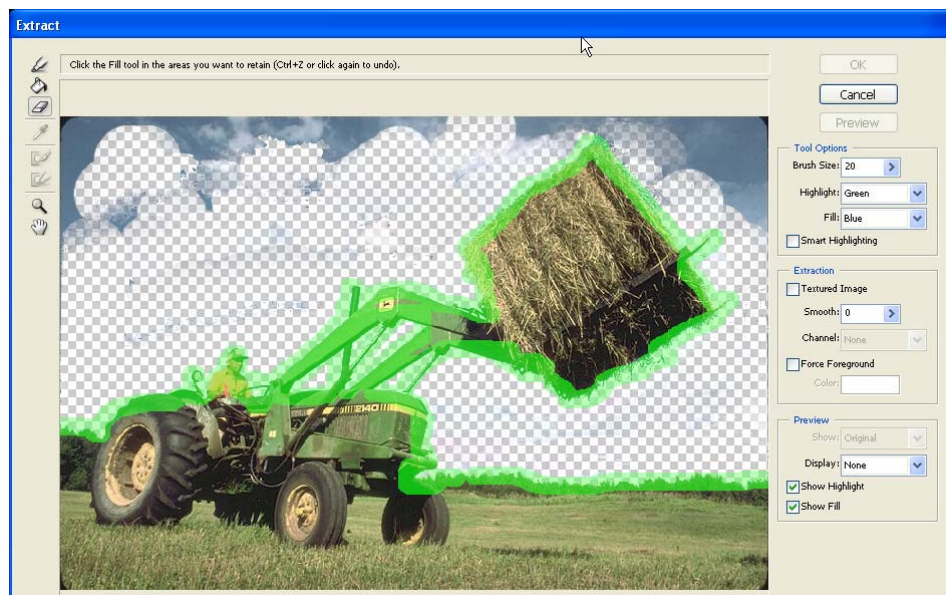 Extract
Click the Fill tool in the areas you want to retain (Ctrl+Z or click again to undo).
OK
Cancel
Preview
Tool Options
Brush Size: 20
Highlight: Green
Fill: Blue
Smart Highlighting
Extraction
Textured Image
Smooth: 0
Channel: None
Force Foreground
Color:
Preview
Show: Original
Display: None
Show Highlight
Show Fill
2140